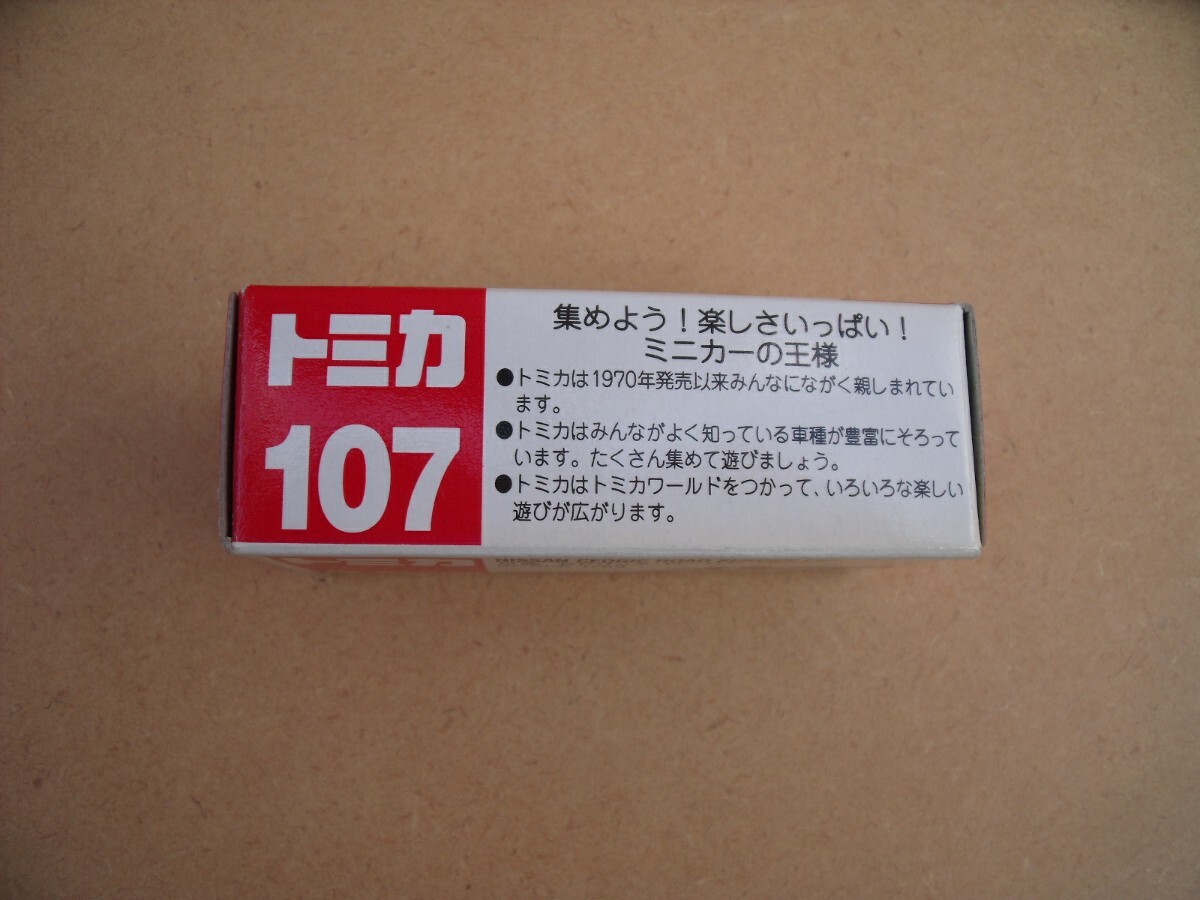 トミカ
107
集めよう！楽しさいっぱい！
ミニカーの王様
●トミカは1970年発売以来みんなにながく親しまれてい
ます。
●トミカはみんながよく知っている車種が豊富にそろって
います。たくさん集めて遊びましょう。
●トミカはトミカワールドをつかって、いろいろな楽しい
遊びが広がります。
トミカ
NISSAN CEDRIC ROAD